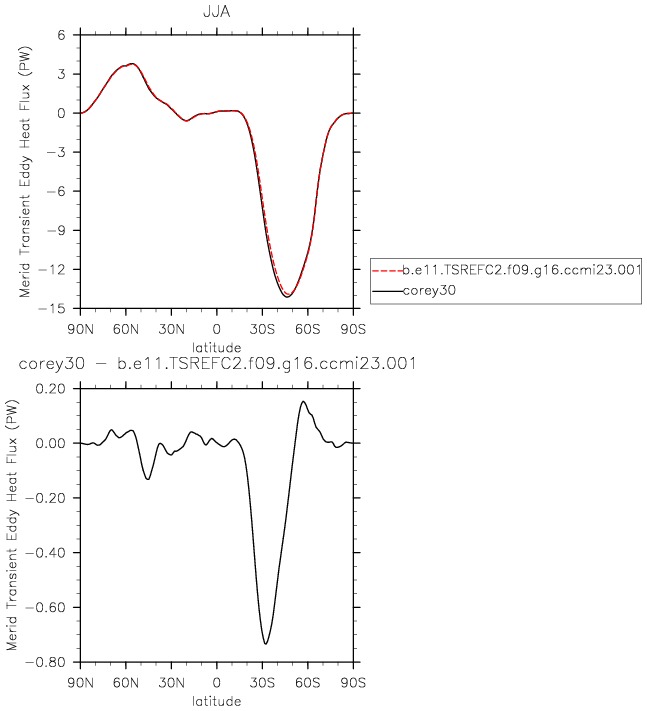 JJA
Merid Transient Eddy Heat Flux (PW)
6
3
0
−3
−6
−9
−12
−15
90N 60N 30N 0 30S 60S 90S
latitude
b.e11.TSREFC2.f09.g16.ccmi23.001
corey30
corey30 − b.e11.TSREFC2.f09.g16.ccmi23.001
Merid Transient Eddy Heat Flux (PW)
0.20
0.00
−0.20
−0.40
−0.60
−0.80
90N 60N 30N 0 30S 60S 90S
latitude